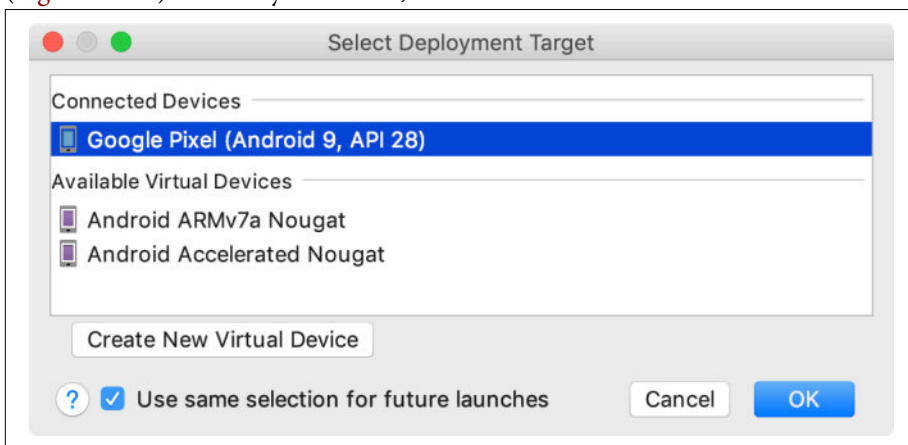 Select Deployment Target
Connected Devices
Google Pixel (Android 9, API 28)
Available Virtual Devices
Android ARMv7a Nougat
Android Accelerated Nougat
Create New Virtual Device
? Use same selection for future launches Cancel OK